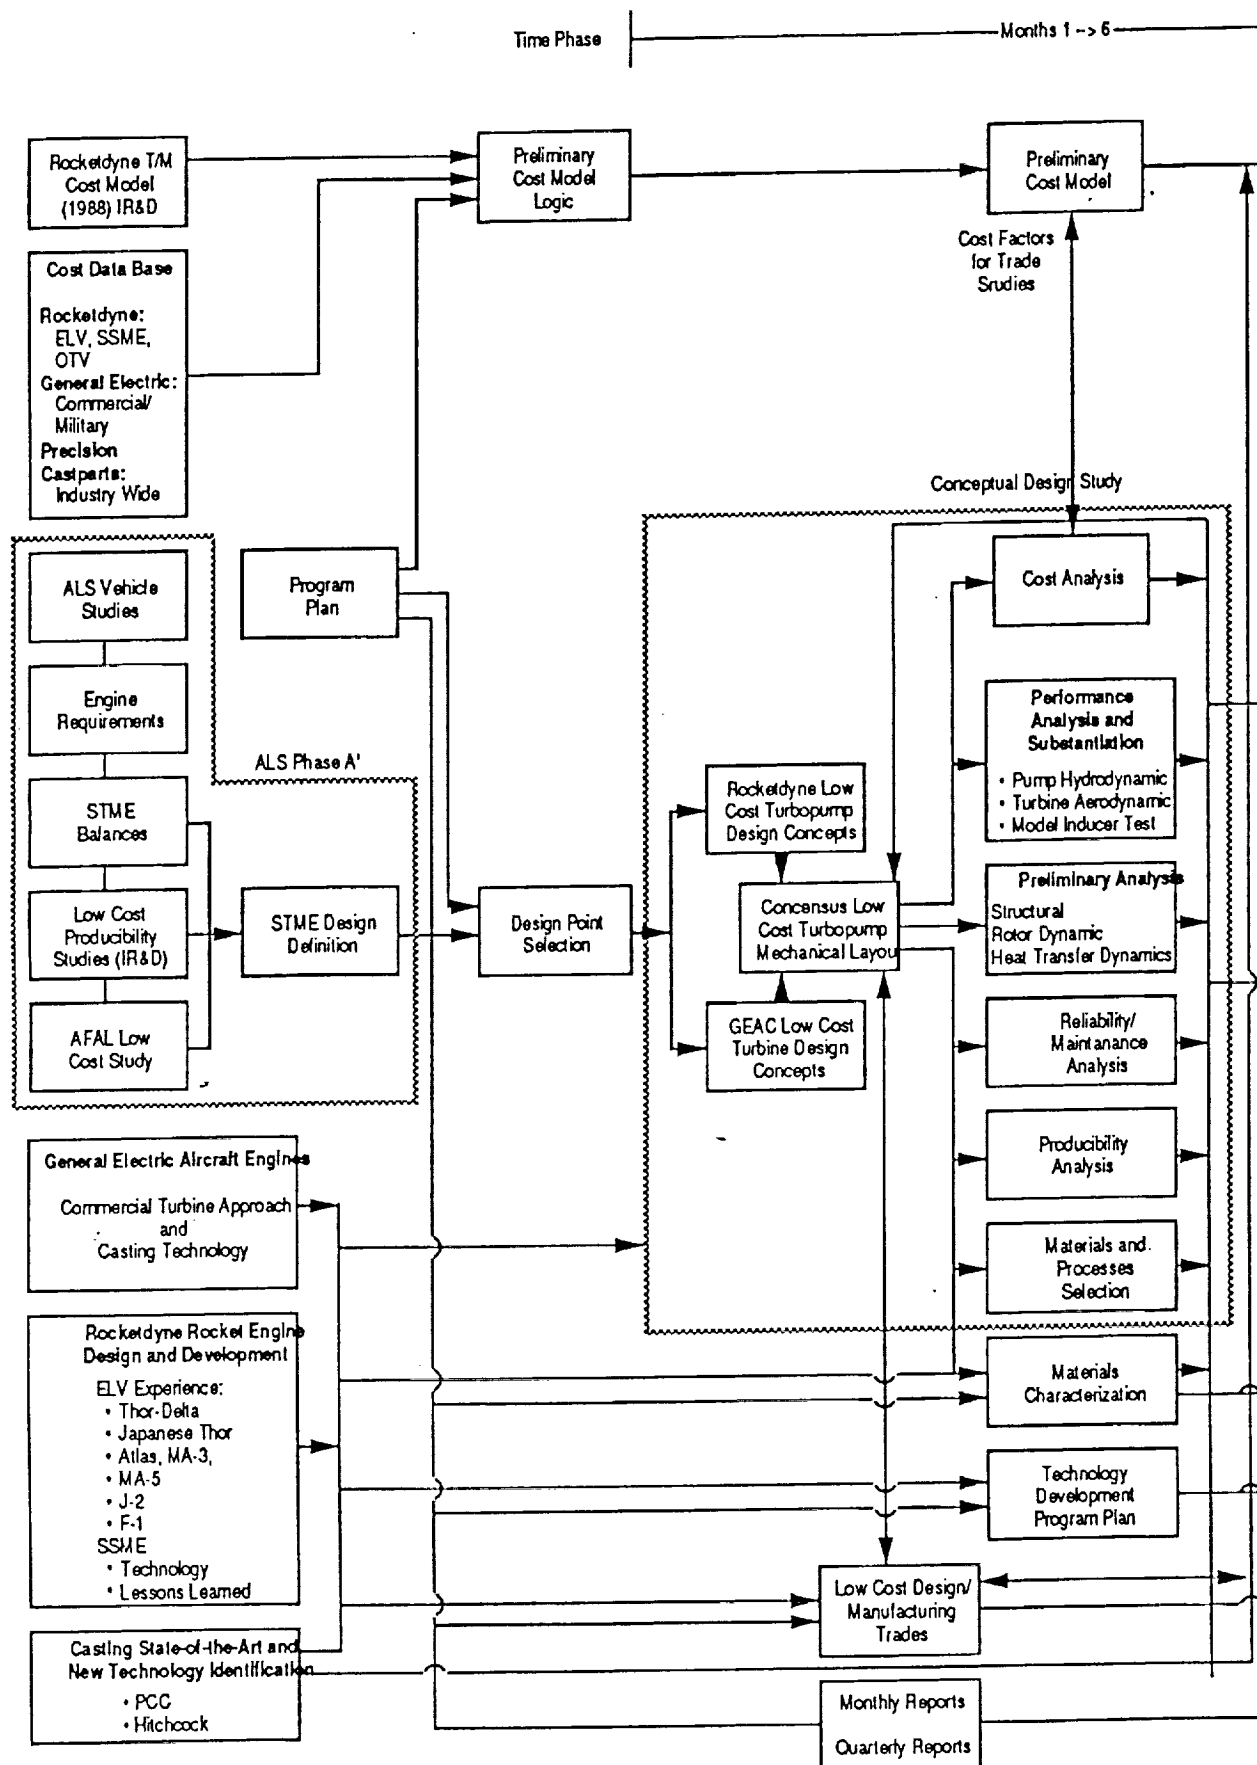 Time Phase
Months 1 --> 6
Rocketdyne T/M
Cost Model
(1988) IR&D
Preliminary
Cost Model
Logic
Preliminary
Cost Model
Cost Factors
for Trade
Srudies
Cost Data Base
Rocketdyne:
ELV, SSME,
OTV
General Electric:
Commercial/
Military
Precision
Castparts:
Industry Wide
Conceptual Design Study
ALS Vehicle
Studies
Program
Plan
Cost Analysis
Engine
Requirements
ALS Phase A'
Performance
Analysis and
Substantiation
• Pump Hydrodynamic
• Turbine Aerodynamic
• Model Inducer Test
STME
Balances
Rocketdyne Low
Cost Turbopump
Design Concepts
Low Cost
Producibility
Studies (IR&D)
STME Design
Definition
Design Point
Selection
Concensus Low
Cost Turbopump
Mechanical Layou
Preliminary Analysis
Structural
Rotor Dynamic
Heat Transfer Dynamics
AFAL Low
Cost Study
GEAC Low Cost
Turbine Design
Concepts
Reliability/
Maintanance
Analysis
General Electric Aircraft Engines
Commercial Turbine Approach
and
Casting Technology
Producibility
Analysis
Materials and
Processes
Selection
Rocketdyne Rocket Engine
Design and Development
ELV Experience:
• Thor-Delta
• Japanese Thor
• Atlas, MA-3,
• MA-5
• J-2
• F-1
SSME
• Technology
• Lessons Learned
Materials
Characterization
Technology
Development
Program Plan
Low Cost Design/
Manufacturing
Trades
Casting State-of-the-Art and
New Technology Identification
• PCC
• Hitchcock
Monthly Reports
Quarterly Reports